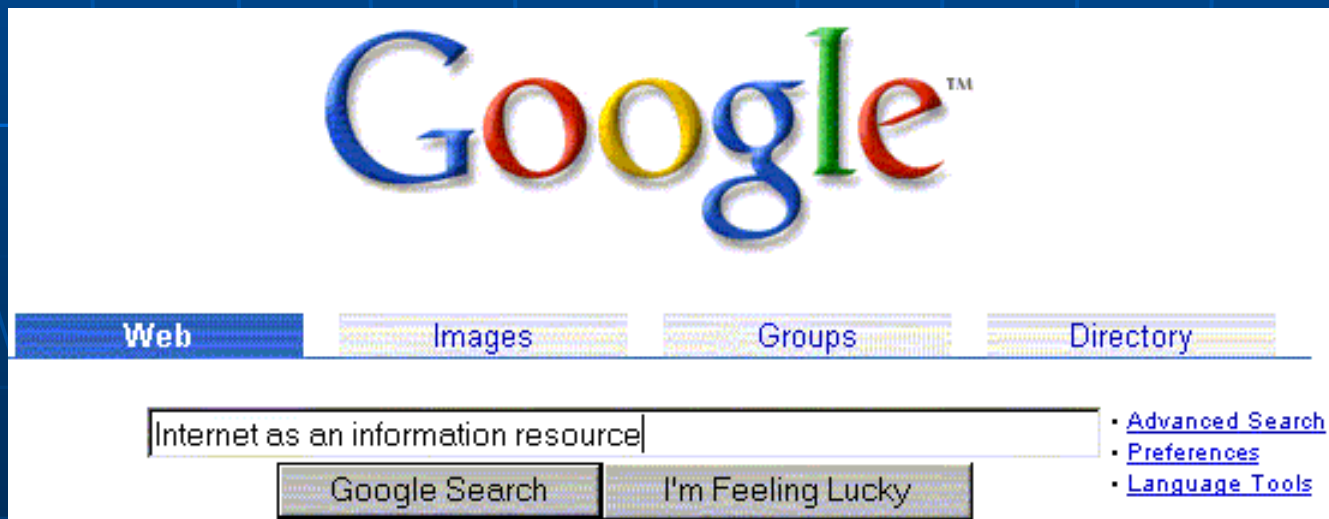 Google™
Web Images Groups Directory
Internet as an information resource
· Advanced Search
· Preferences
· Language Tools
Google Search I'm Feeling Lucky